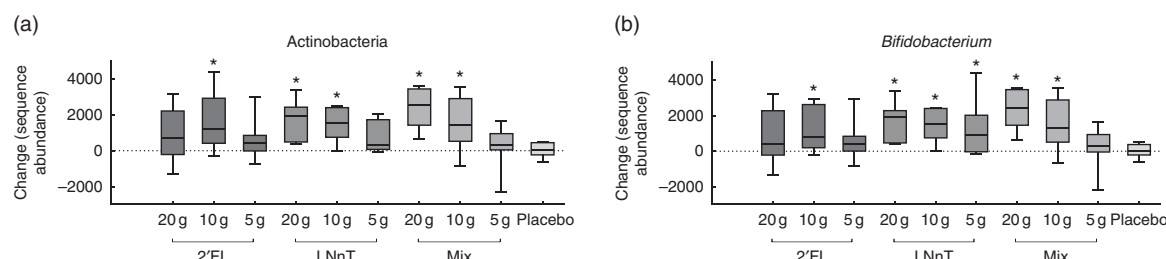 (a)
Actinobacteria
Change (sequence
abundance)
4000
2000
0
−2000
* * * * *
20 g 10 g 5 g 20 g 10 g 5 g 20 g 10 g 5 g Placebo
2′FL LNnT Mix
(b)
Bifidobacterium
Change (sequence
abundance)
4000
2000
0
−2000
* * * * * *
20 g 10 g 5 g 20 g 10 g 5 g 20 g 10 g 5 g Placebo
2′FL LNnT Mix